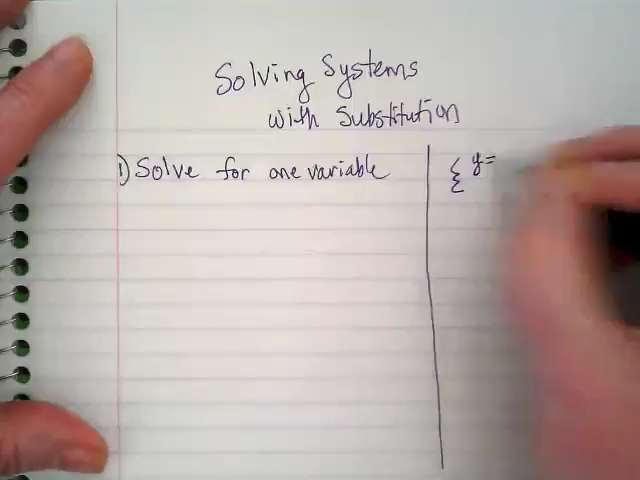 Solving Systems
with Substitution
1) Solve for one variable
{ y=